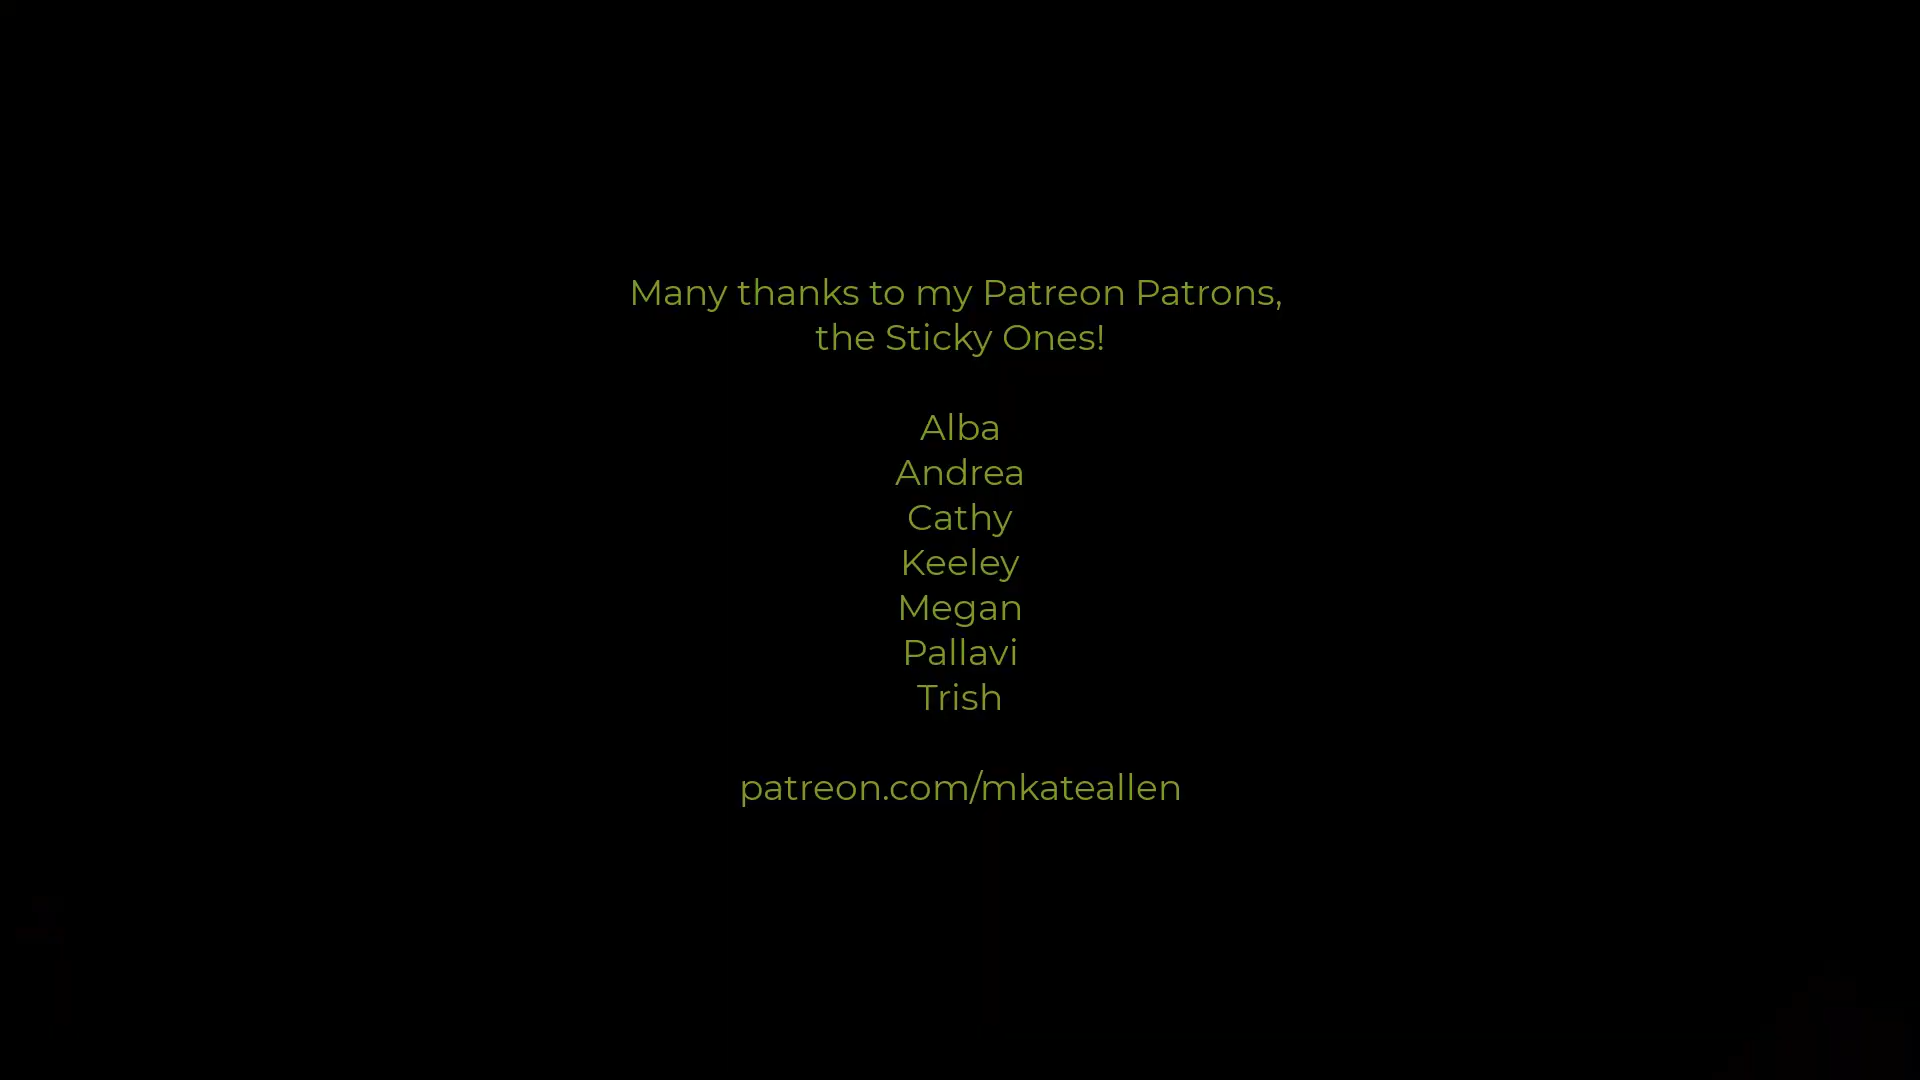 Many thanks to my Patreon Patrons,
the Sticky Ones!
Alba
Andrea
Cathy
Keeley
Megan
Pallavi
Trish
patreon.com/mkateallen